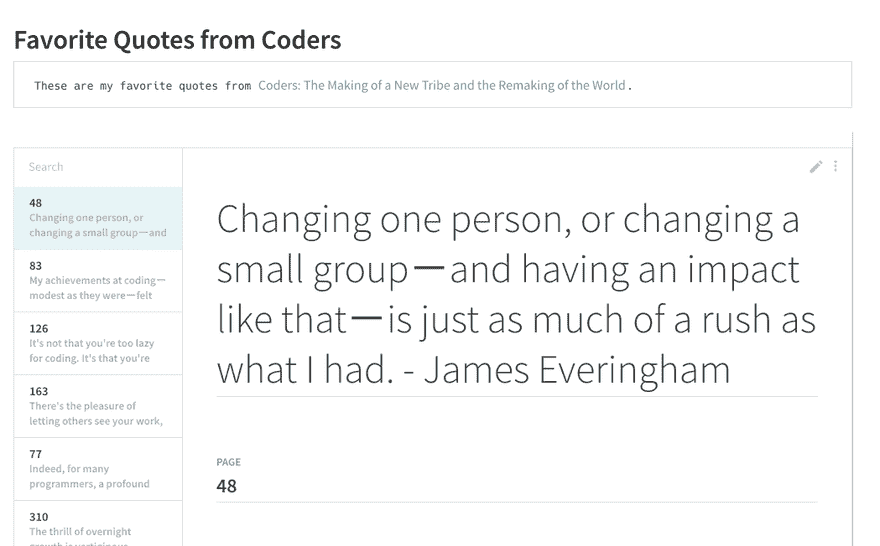 Favorite Quotes from Coders
These are my favorite quotes from Coders: The Making of a New Tribe and the Remaking of the World .
Search
48
Changing one person, or
changing a small group—and
83
My achievements at coding—
modest as they were—felt
126
It's not that you're too lazy
for coding. It's that you're
163
There's the pleasure of
letting others see your work,
77
Indeed, for many
programmers, a profound
310
The thrill of overnight
growth is vertiginous
Changing one person, or changing a
small group—and having an impact
like that—is just as much of a rush as
what I had. - James Everingham
PAGE
48